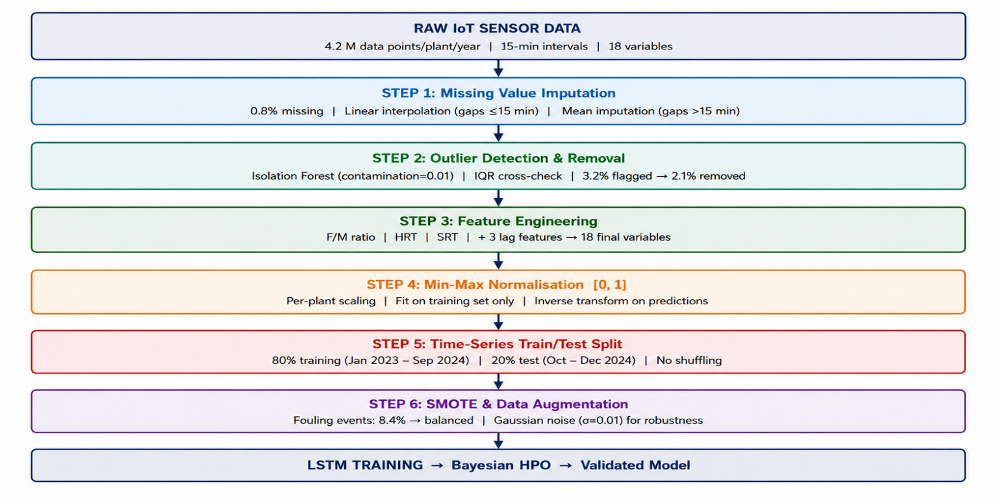 RAW IoT SENSOR DATA
4.2 M data points/plant/year | 15-min intervals | 18 variables
STEP 1: Missing Value Imputation
0.8% missing | Linear interpolation (gaps ≤15 min) | Mean imputation (gaps >15 min)
STEP 2: Outlier Detection & Removal
Isolation Forest (contamination=0.01) | IQR cross-check | 3.2% flagged → 2.1% removed
STEP 3: Feature Engineering
F/M ratio | HRT | SRT | + 3 lag features → 18 final variables
STEP 4: Min-Max Normalisation [0, 1]
Per-plant scaling | Fit on training set only | Inverse transform on predictions
STEP 5: Time-Series Train/Test Split
80% training (Jan 2023 – Sep 2024) | 20% test (Oct – Dec 2024) | No shuffling
STEP 6: SMOTE & Data Augmentation
Fouling events: 8.4% → balanced | Gaussian noise (σ=0.01) for robustness
LSTM TRAINING → Bayesian HPO → Validated Model